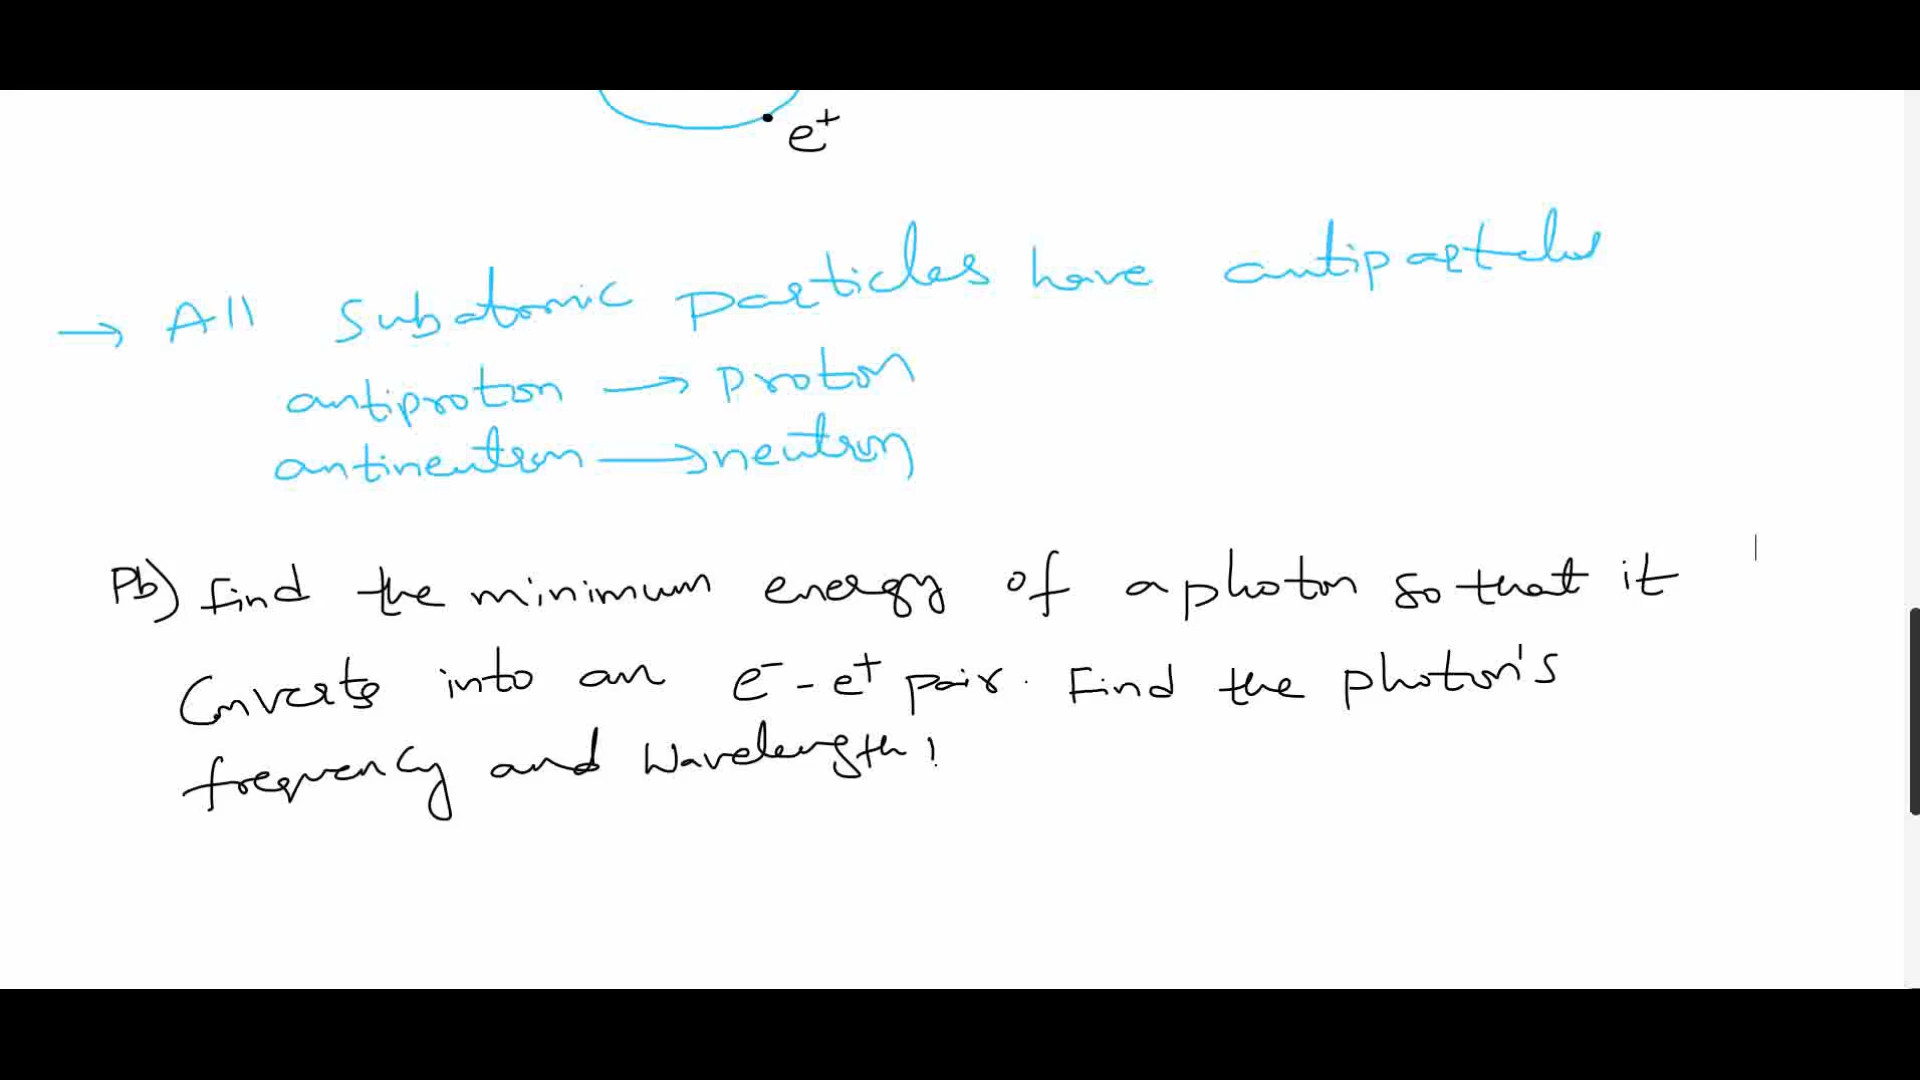 e⁺
→ All subatomic particles have antiparticles
antiproton → proton
antineutron → neutron
Pb) find the minimum energy of a photon so that it
Converts into an e⁻ - e⁺ pair. Find the photon's
frequency and wavelength!